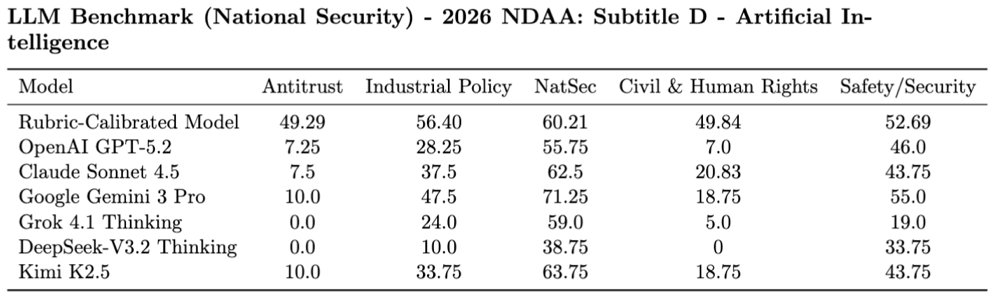 LLM Benchmark (National Security) - 2026 NDAA: Subtitle D - Artificial In-
telligence
Model Antitrust Industrial Policy NatSec Civil & Human Rights Safety/Security
Rubric-Calibrated Model 49.29 56.40 60.21 49.84 52.69
OpenAI GPT-5.2 7.25 28.25 55.75 7.0 46.0
Claude Sonnet 4.5 7.5 37.5 62.5 20.83 43.75
Google Gemini 3 Pro 10.0 47.5 71.25 18.75 55.0
Grok 4.1 Thinking 0.0 24.0 59.0 5.0 19.0
DeepSeek-V3.2 Thinking 0.0 10.0 38.75 0 33.75
Kimi K2.5 10.0 33.75 63.75 18.75 43.75